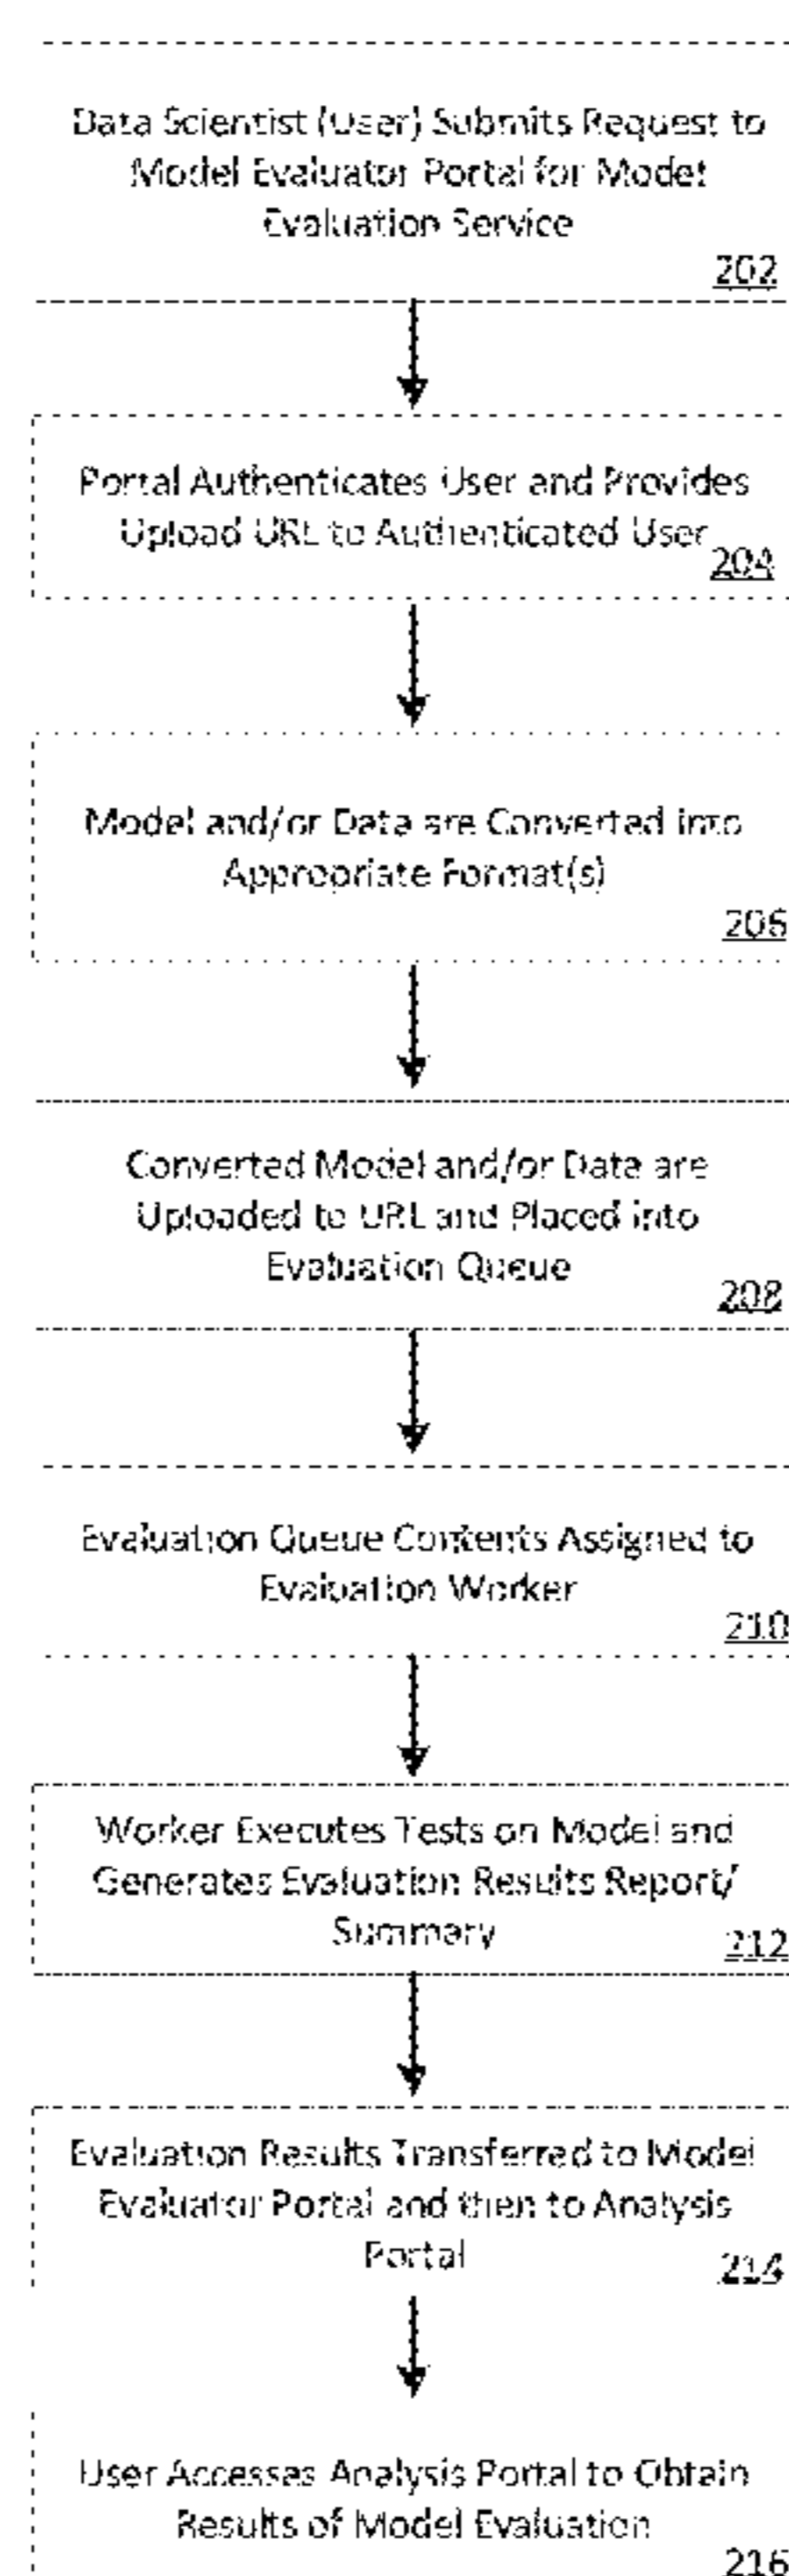 Data Scientist (User) Submits Request to
Model Evaluator Portal for Model
Evaluation Service
202
Portal Authenticates User and Provides
Upload URL to Authenticated User
204
Model and/or Data are Converted into
Appropriate Format(s)
206
Converted Model and/or Data are
Uploaded to URL and Placed into
Evaluation Queue
208
Evaluation Queue Contents Assigned to
Evaluation Worker
210
Worker Executes Tests on Model and
Generates Evaluation Results Report/
Summary
212
Evaluation Results Transferred to Model
Evaluator Portal and then to Analysis
Portal
214
User Accesses Analysis Portal to Obtain
Results of Model Evaluation
216